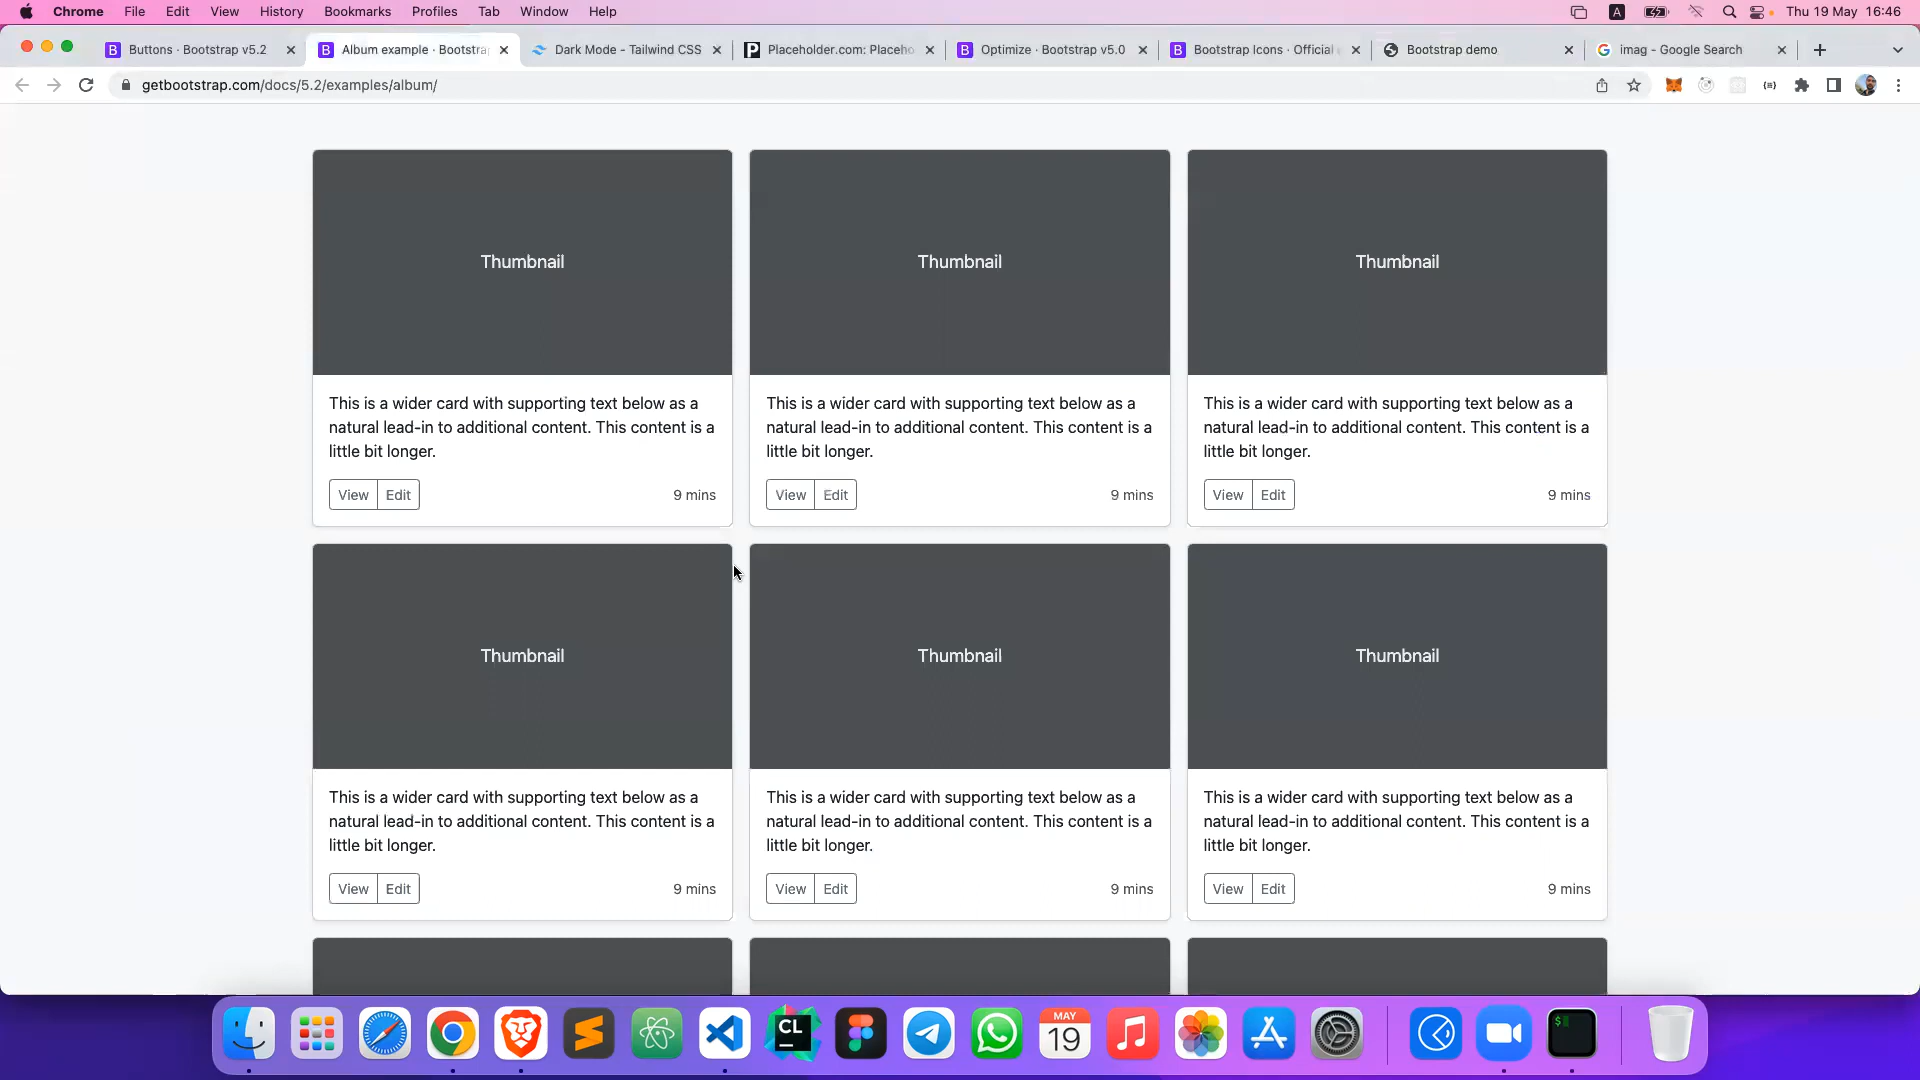 Chrome File Edit View History Bookmarks Profiles Tab Window Help A Thu 19 May 16:46
Buttons · Bootstrap v5.2
Album example · Bootstra
Dark Mode - Tailwind CSS
Placeholder.com: Placeho
Optimize · Bootstrap v5.0
Bootstrap Icons · Official
Bootstrap demo
imag - Google Search
getbootstrap.com/docs/5.2/examples/album/
Thumbnail
This is a wider card with supporting text below as a
natural lead-in to additional content. This content is a
little bit longer.
View Edit 9 mins
Thumbnail
This is a wider card with supporting text below as a
natural lead-in to additional content. This content is a
little bit longer.
View Edit 9 mins
Thumbnail
This is a wider card with supporting text below as a
natural lead-in to additional content. This content is a
little bit longer.
View Edit 9 mins
Thumbnail
This is a wider card with supporting text below as a
natural lead-in to additional content. This content is a
little bit longer.
View Edit 9 mins
Thumbnail
This is a wider card with supporting text below as a
natural lead-in to additional content. This content is a
little bit longer.
View Edit 9 mins
Thumbnail
This is a wider card with supporting text below as a
natural lead-in to additional content. This content is a
little bit longer.
View Edit 9 mins
CL
MAY
19
$